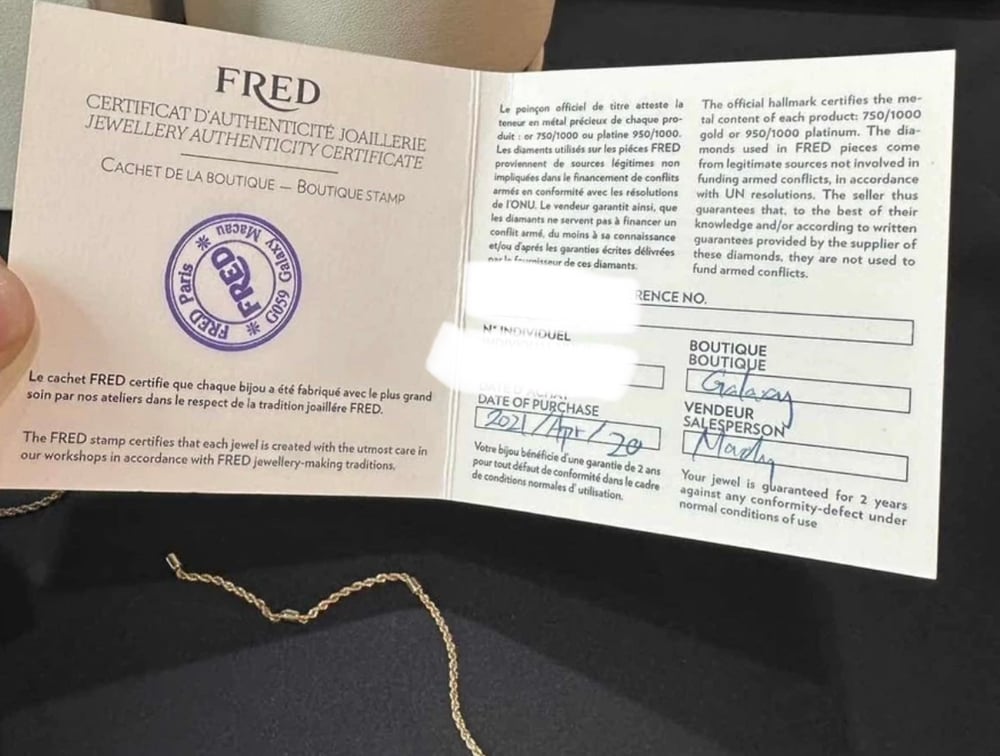 FRED
CERTIFICAT D'AUTHENTICITÉ JOAILLERIE
JEWELLERY AUTHENTICITY CERTIFICATE
CACHET DE LA BOUTIQUE — BOUTIQUE STAMP
FRED Paris * G059 Galaxy Macau *
FRED
Le cachet FRED certifie que chaque bijou a été fabriqué avec le plus grand
soin par nos ateliers dans le respect de la tradition joaillére FRED.
The FRED stamp certifies that each jewel is created with the utmost care in
our workshops in accordance with FRED jewellery-making traditions.
Le poinçon officiel de titre atteste la
teneur en métal précieux de chaque pro-
duit : or 750/1000 ou platine 950/1000.
Les diaments utilisés sur les piéces FRED
proviennent de sources légitimes non
impliquées dans le financement de conflits
armés en conformité avec les résolutions
de l'ONU. Le vendeur garantit ainsi, que
les diamants ne servent pas à financer un
conflit armé, du moins à sa connaissance
et/ou d'aprés les garanties écrites délivrées
par le fournisseur de ces diamants.
The official hallmark certifies the me-
tal content of each product: 750/1000
gold or 950/1000 platinum. The dia-
monds used in FRED pieces come
from legitimate sources not involved in
funding armed conflicts, in accordance
with UN resolutions. The seller thus
guarantees that, to the best of their
knowledge and/or according to written
guarantees provided by the supplier of
these diamonds, they are not used to
fund armed conflicts.
RENCE NO.
N° INDIVIDUEL
DATE D'ACHAT
DATE OF PURCHASE
2021/Apr/20
BOUTIQUE
BOUTIQUE
Galaxy
VENDEUR
SALESPERSON
Votre bijou bénéficie d'une garantie de 2 ans
pour tout défaut de conformité dans le cadre
de conditions normales d' utilisation.
Your jewel is guaranteed for 2 years
against any conformity-defect under
normal conditions of use